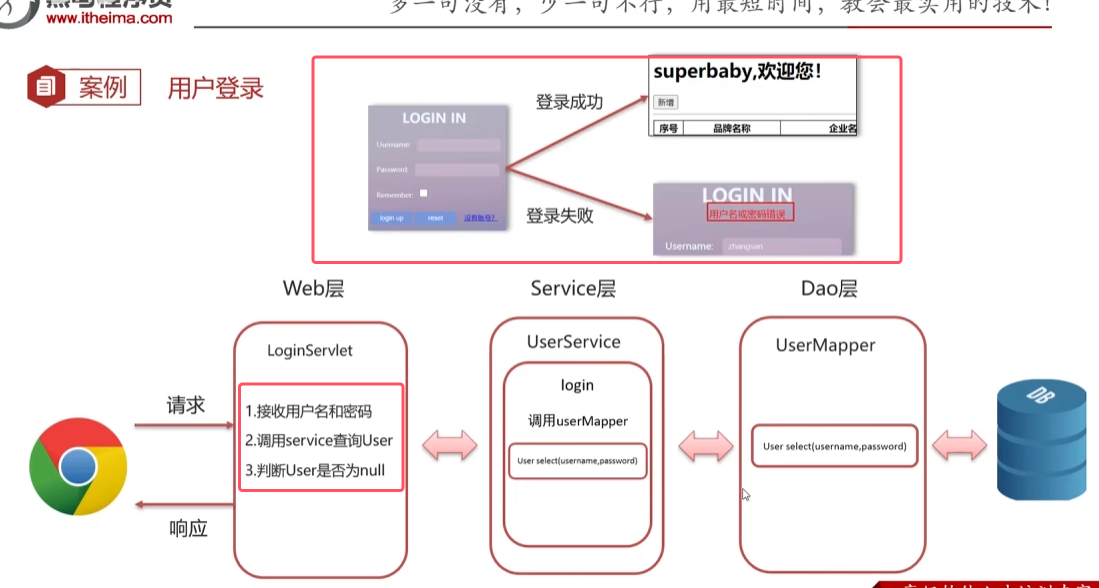 www.itheima.com
多一句没有，少一句不行，用最短时间，教会最实用的技术！
案例
用户登录
LOGIN IN
Username:
Password:
Remember:
login up
reset
没有账号？
登录成功
superbaby,欢迎您！
新增
序号
品牌名称
企业名
登录失败
LOGIN IN
用户名或密码错误
Username:
zhangsan
Web层
Service层
Dao层
LoginServlet
1.接收用户名和密码
2.调用service查询User
3.判断User是否为null
UserService
login
调用userMapper
User select(username,password)
UserMapper
User select(username,password)
DB
请求
响应